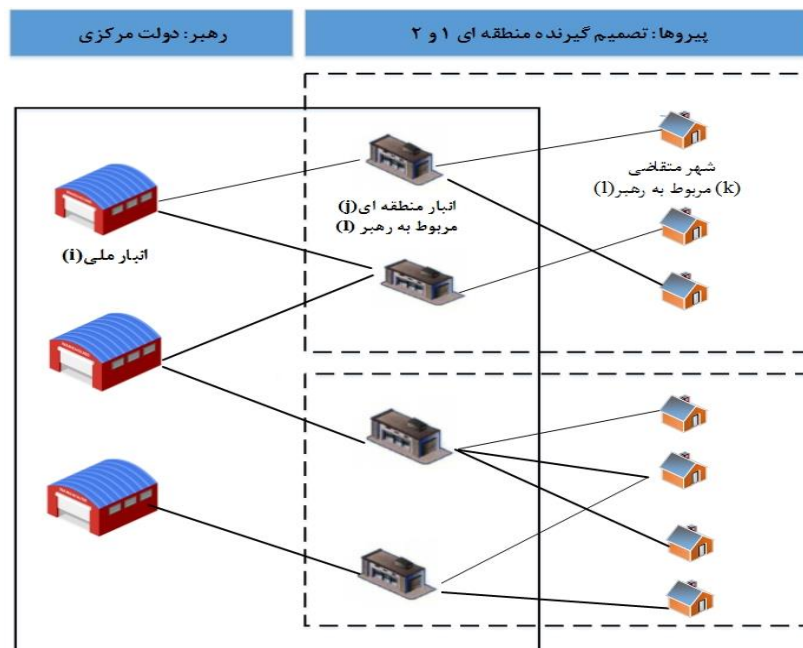 رهبر: دولت مرکزی
پیروها: تصمیم گیرنده منطقه ای ۱ و ۲
انبار ملی(i)
انبار منطقه ای(j)
مربوط به رهبر (l)
شهر متقاضی
(k) مربوط به رهبر(l)